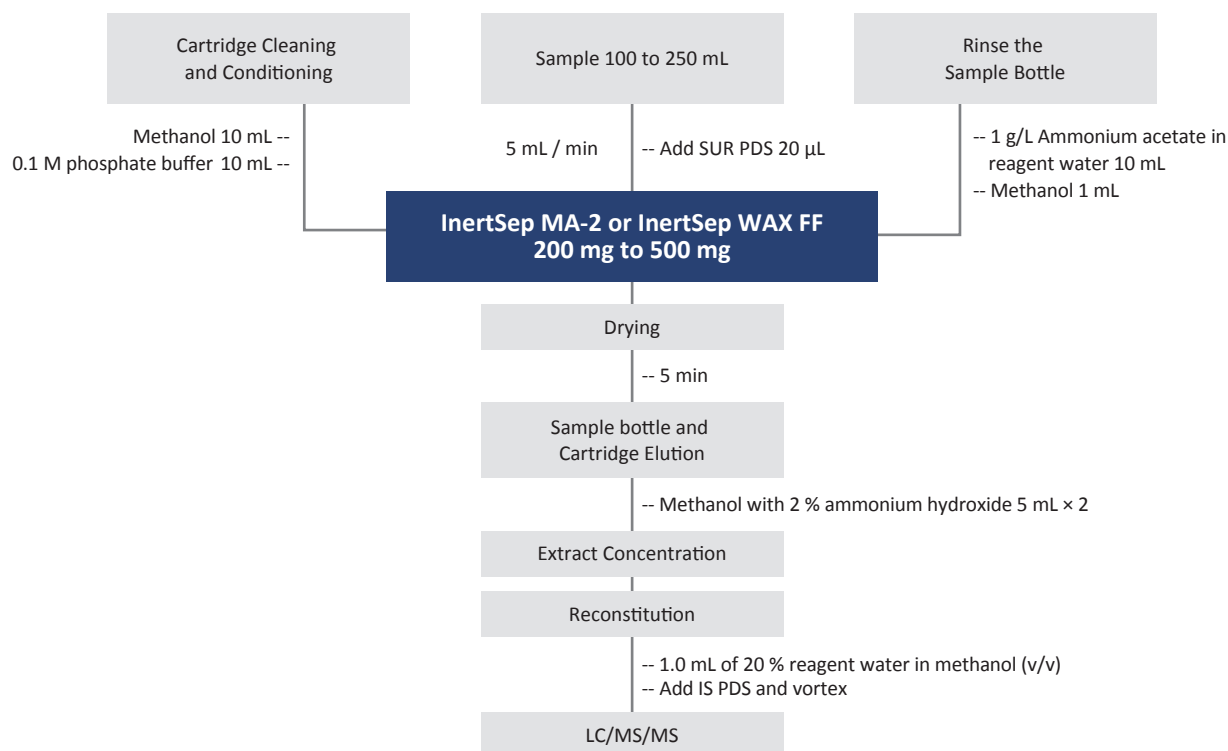 Cartridge Cleaning
and Conditioning
Sample 100 to 250 mL
Rinse the
Sample Bottle
Methanol 10 mL --
0.1 M phosphate buffer 10 mL --
5 mL / min
-- Add SUR PDS 20 µL
-- 1 g/L Ammonium acetate in
reagent water 10 mL
-- Methanol 1 mL
InertSep MA-2 or InertSep WAX FF
200 mg to 500 mg
Drying
-- 5 min
Sample bottle and
Cartridge Elution
-- Methanol with 2 % ammonium hydroxide 5 mL × 2
Extract Concentration
Reconstitution
-- 1.0 mL of 20 % reagent water in methanol (v/v)
-- Add IS PDS and vortex
LC/MS/MS